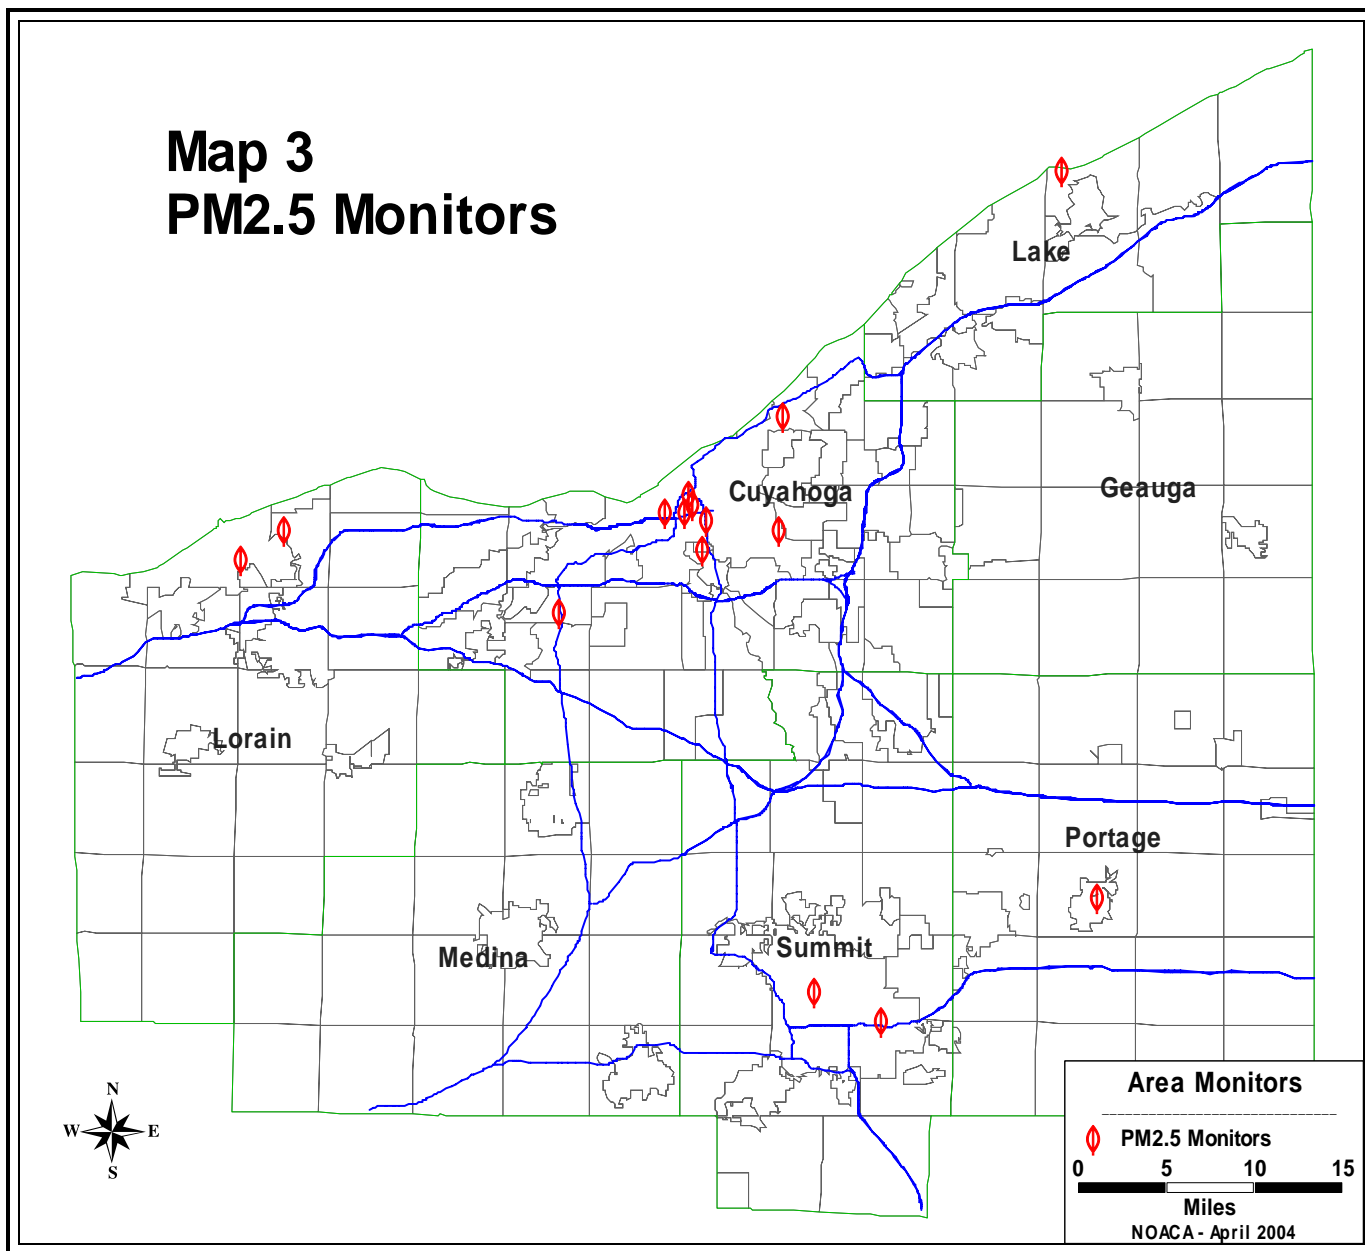 Map 3
PM2.5 Monitors
Lake
Cuyahoga
Geauga
Lorain
Portage
Medina
Summit
N
W E
S
Area Monitors
PM2.5 Monitors
0 5 10 15
Miles
NOACA - April 2004